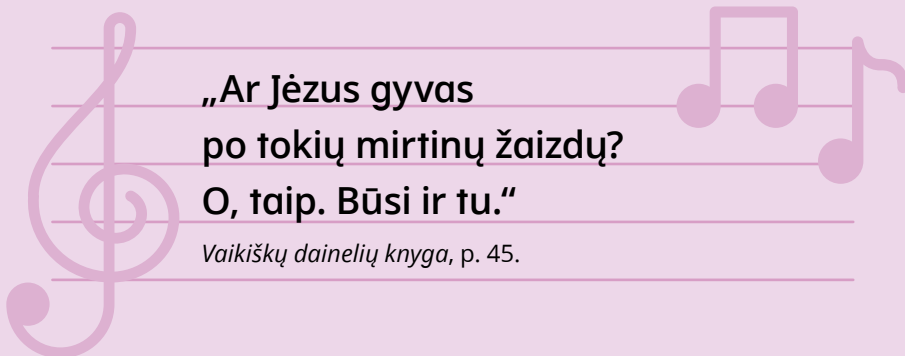 „Ar Jėzus gyvas
po tokių mirtinų žaizdų?
O, taip. Būsi ir tu.“
Vaikiškų dainelių knyga, p. 45.